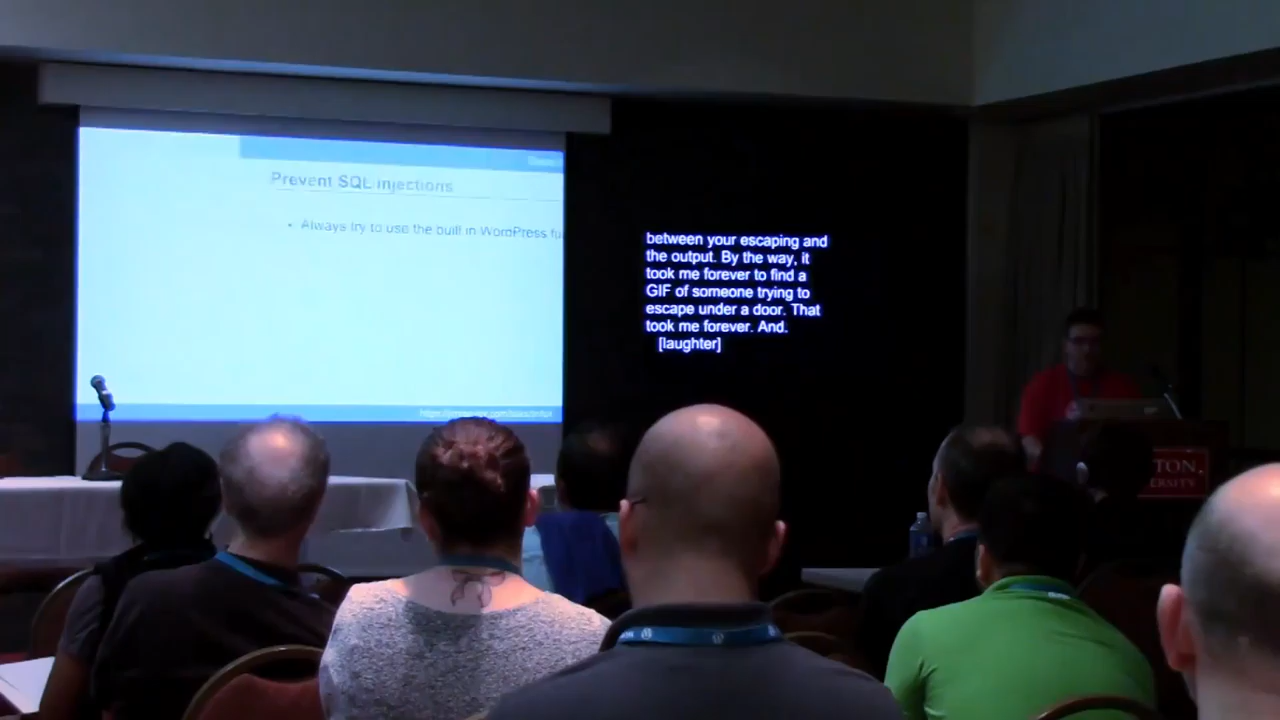 Prevent SQL injections
• Always try to use the built in WordPress fu
between your escaping and
the output. By the way, it
took me forever to find a
GIF of someone trying to
escape under a door. That
took me forever. And.
[laughter]
TON.
ERSITY